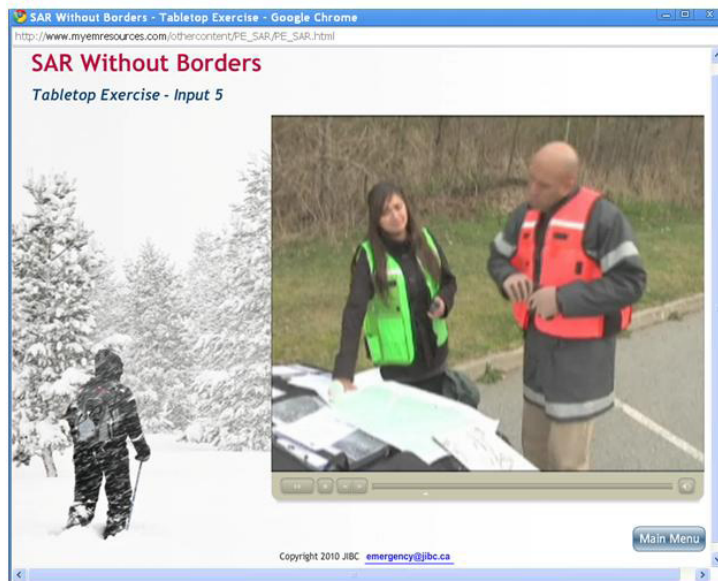 SAR Without Borders - Tabletop Exercise - Google Chrome
http://www.myemresources.com/othercontent/PE_SAR/PE_SAR.html
SAR Without Borders
Tabletop Exercise - Input 5
Main Menu
Copyright 2010 JIBC emergency@jibc.ca